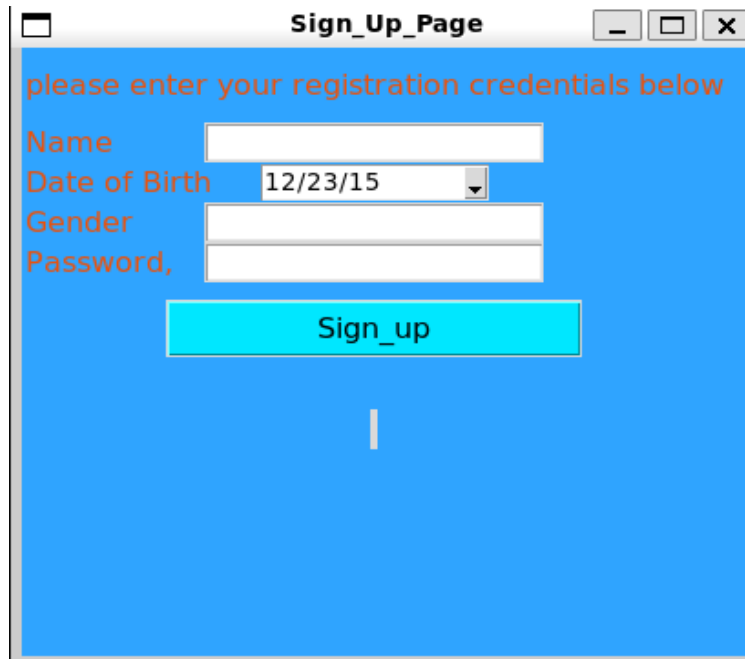 Sign_Up_Page
please enter your registration credentials below
Name
Date of Birth 12/23/15
Gender
Password,
Sign_up